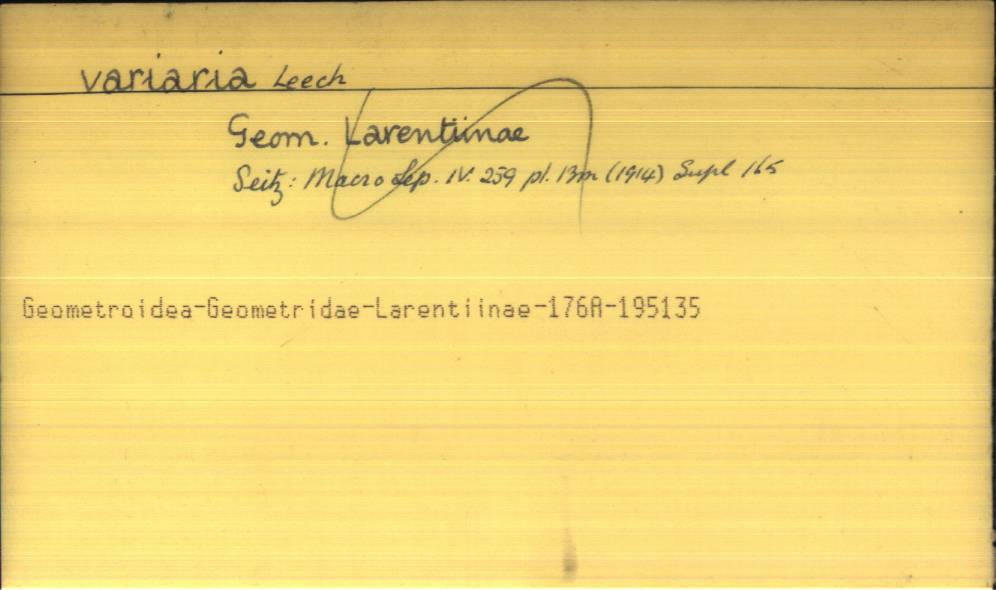 variaria Leech
Geom. Larentiinae
Seitz: Macro Lep. IV. 259 pl. 13m (1914) Supl 165
Geometroidea-Geometridae-Larentiinae-176A-195135